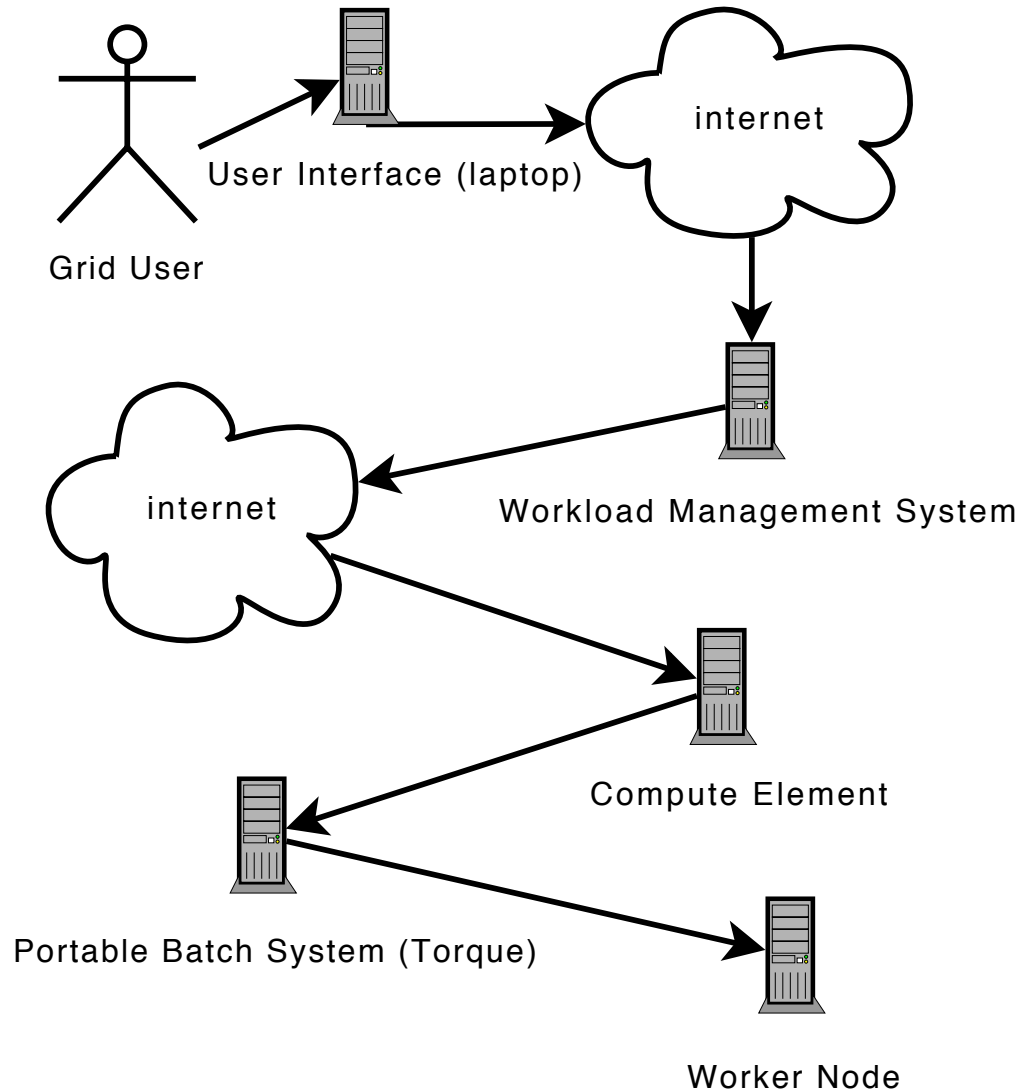 internet
User Interface (laptop)
Grid User
internet
Workload Management System
Compute Element
Portable Batch System (Torque)
Worker Node